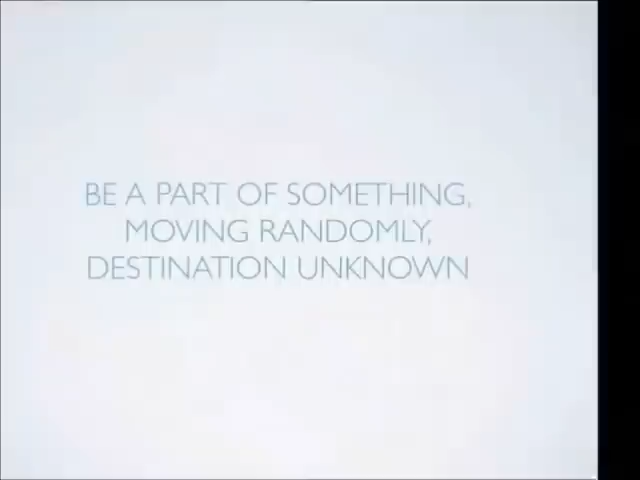 BE A PART OF SOMETHING,
MOVING RANDOMLY,
DESTINATION UNKNOWN